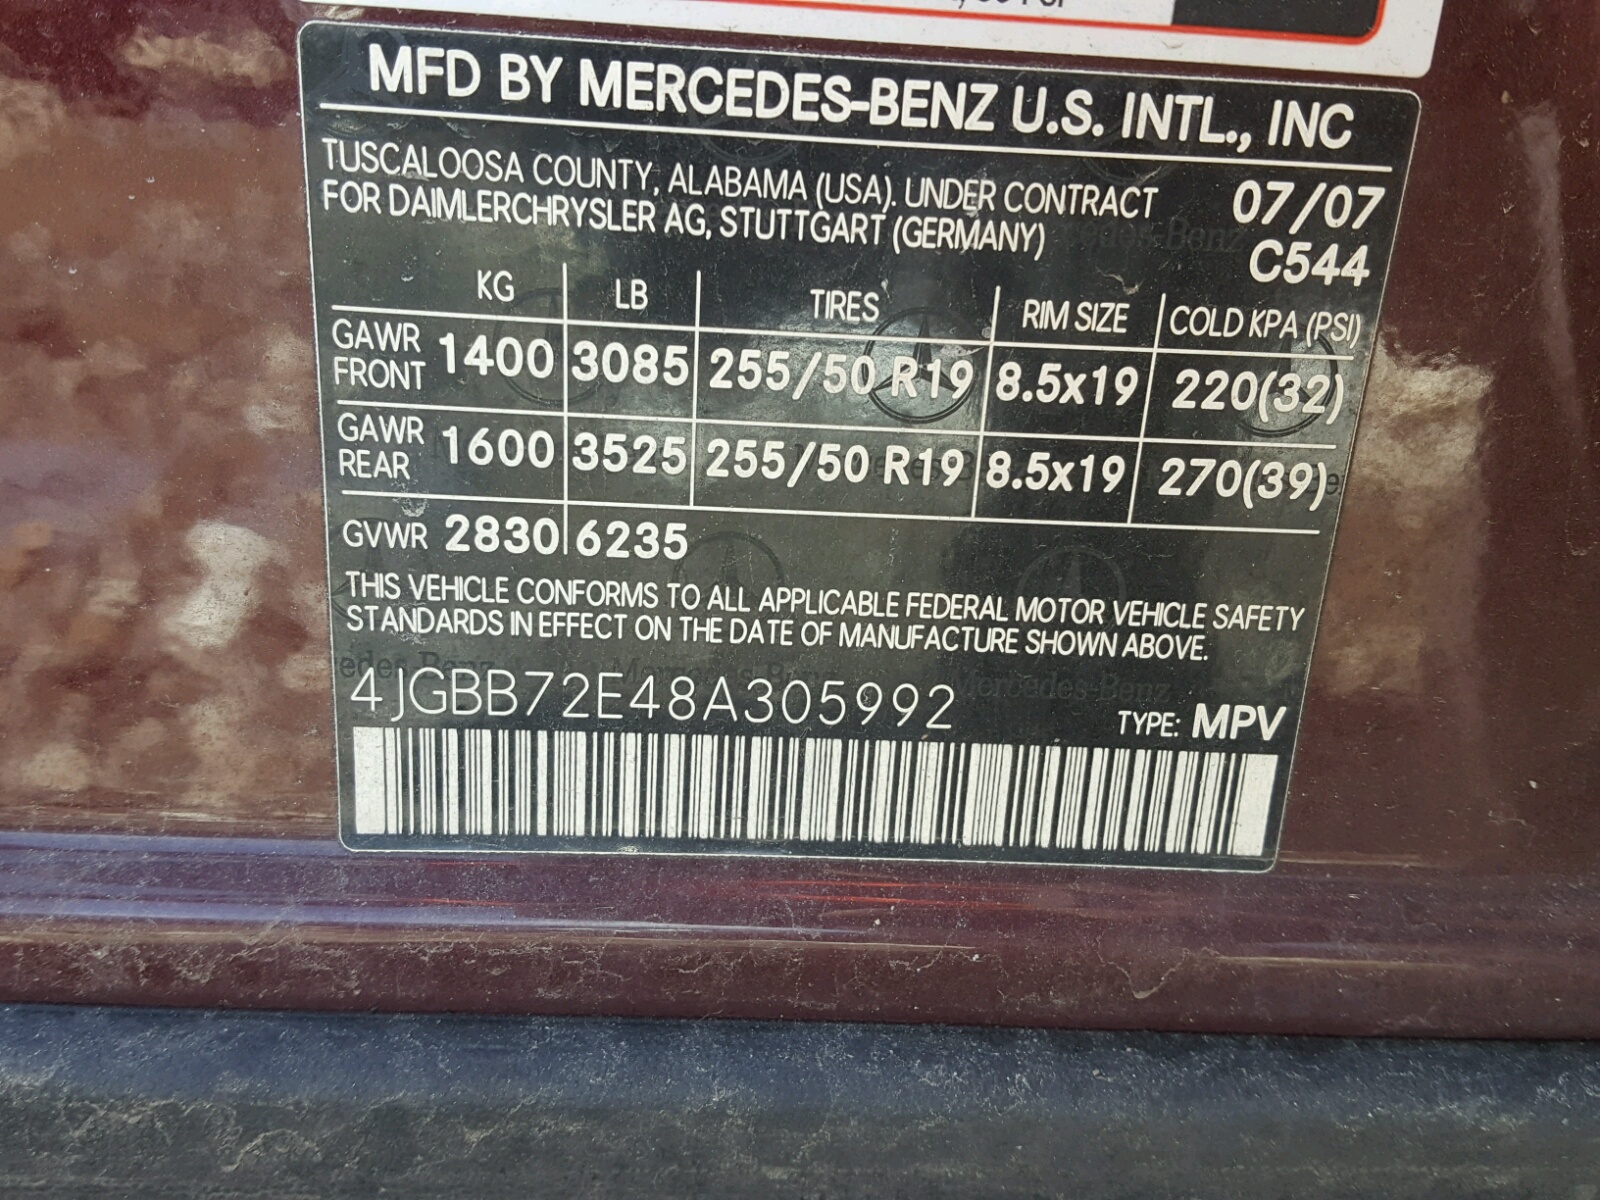 MFD BY MERCEDES-BENZ U.S. INTL., INC
TUSCALOOSA COUNTY, ALABAMA (USA). UNDER CONTRACT 07/07
FOR DAIMLERCHRYSLER AG, STUTTGART (GERMANY) C544
KG LB TIRES RIM SIZE COLD KPA (PSI)
GAWR FRONT 1400 3085 255/50 R19 8.5x19 220(32)
GAWR REAR 1600 3525 255/50 R19 8.5x19 270(39)
GVWR 2830 6235
THIS VEHICLE CONFORMS TO ALL APPLICABLE FEDERAL MOTOR VEHICLE SAFETY
STANDARDS IN EFFECT ON THE DATE OF MANUFACTURE SHOWN ABOVE.
4JGBB72E48A305992 TYPE: MPV